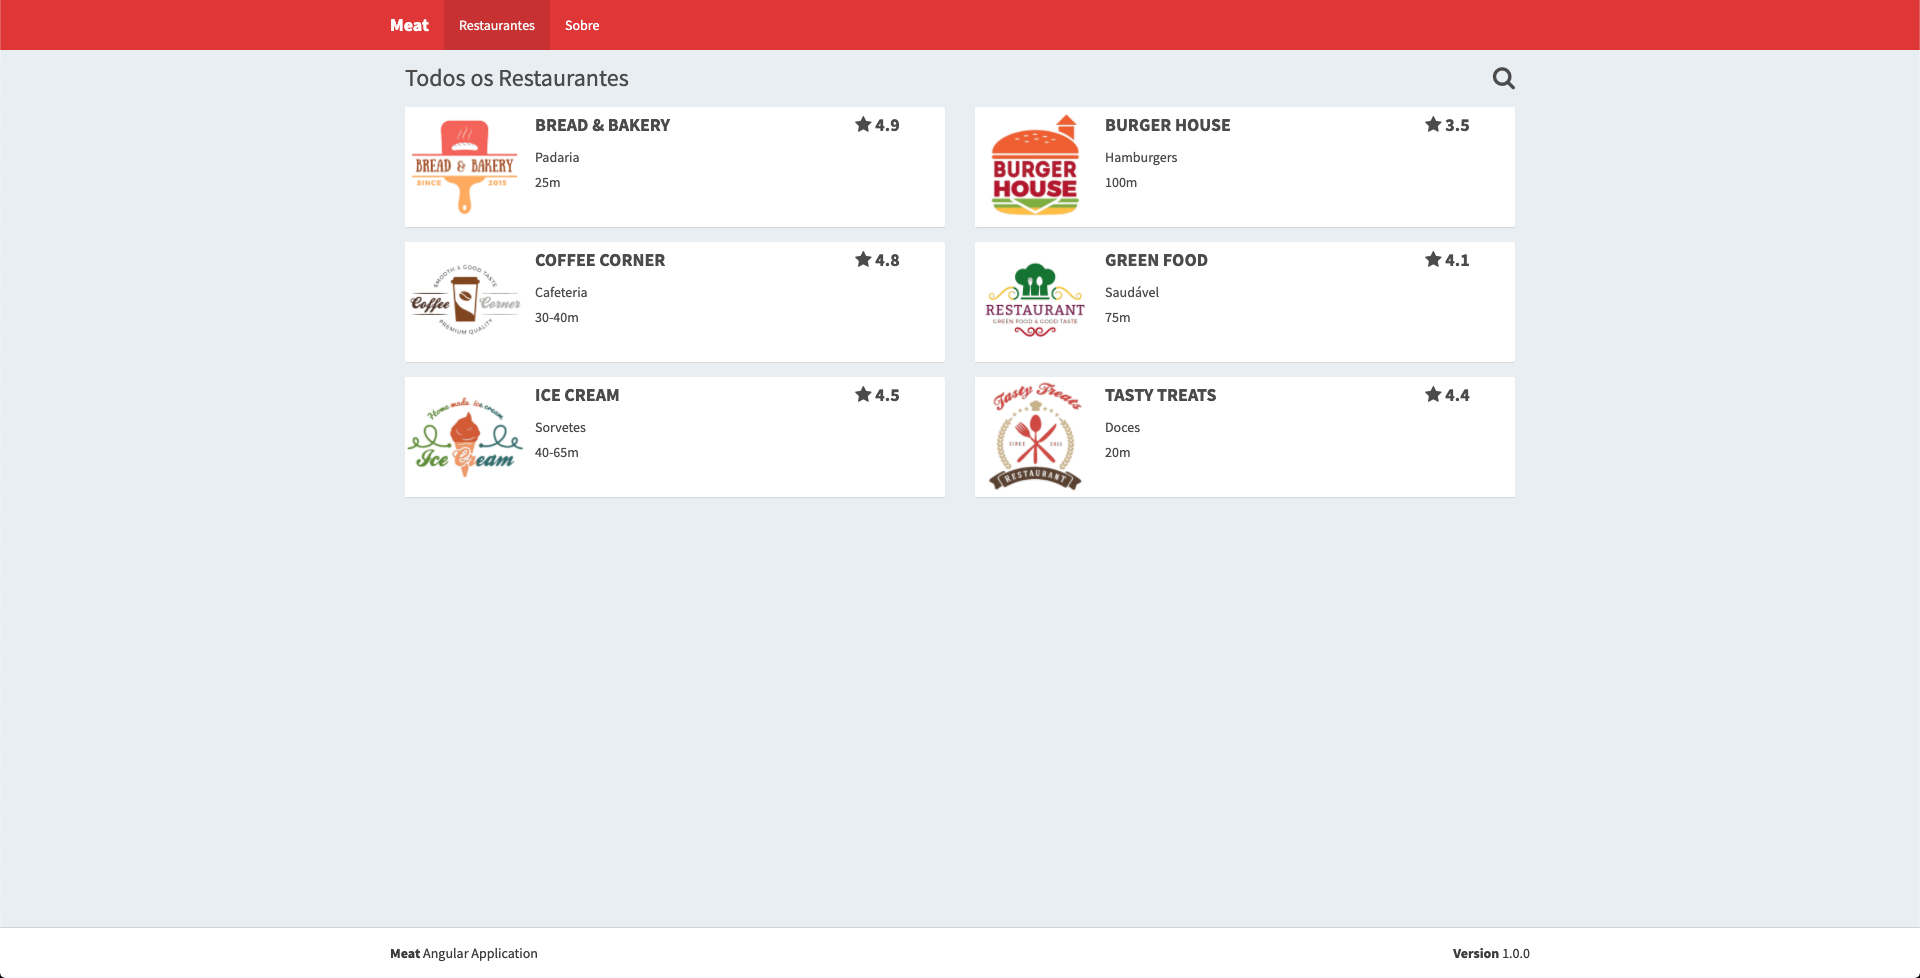 Meat Restaurantes Sobre
Todos os Restaurantes
BREAD & BAKERY
SINCE 2015
BREAD & BAKERY 4.9
Padaria
25m
BURGER
HOUSE
BURGER HOUSE 3.5
Hamburgers
100m
SMOOTH & GOOD TASTE
Coffee Corner
PREMIUM QUALITY
COFFEE CORNER 4.8
Cafeteria
30-40m
RESTAURANT
GREEN FOOD & GOOD TASTE
GREEN FOOD 4.1
Saudável
75m
Home made ice cream
Ice Cream
ICE CREAM 4.5
Sorvetes
40-65m
Tasty Treats
SINCE 2015
RESTAURANT
TASTY TREATS 4.4
Doces
20m
Meat Angular Application
Version 1.0.0